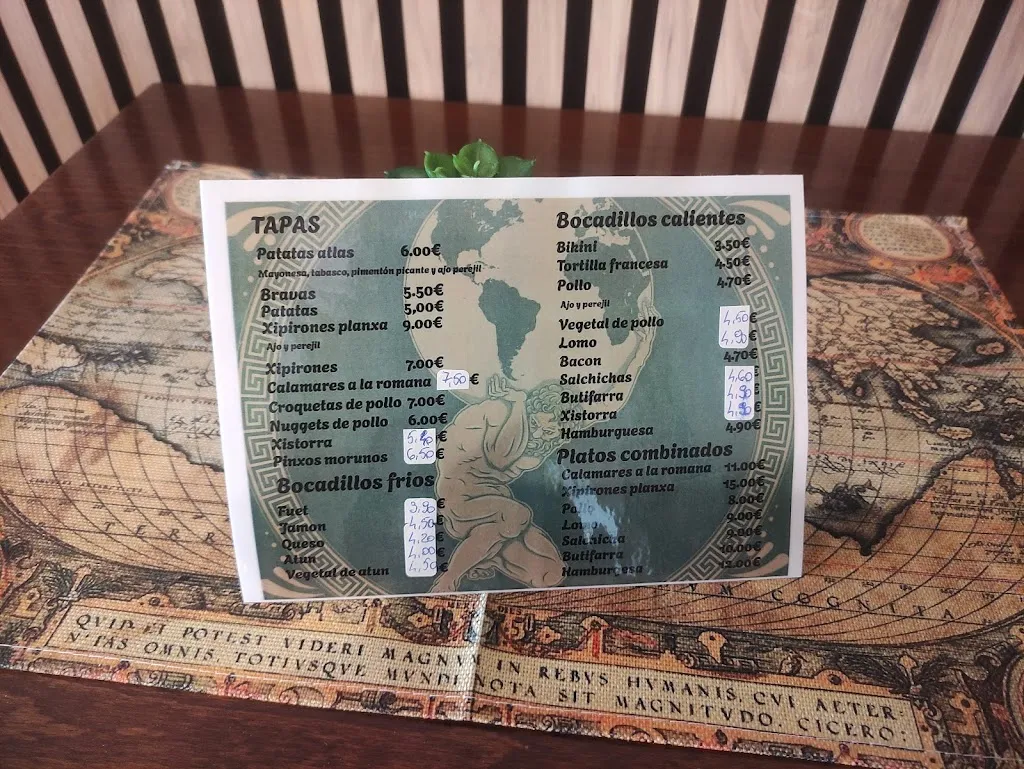 TAPAS
Patatas atlas 6.00€
Mayonesa, tabasco, pimentón picante y ajo perejil
Bravas 5.50€
Patatas 5,00€
Xipirones planxa 9.00€
Ajo y perejil
Xipirones 7.00€
Calamares a la romana 7,50 €
Croquetas de pollo 7.00€
Nuggets de pollo 6.00€
Xistorra €
Pinxos morunos 6,50€
Bocadillos frios
Fuet 3,90€
Jamon 4,50€
Queso 4,20€
Atun 4,00€
Vegetal de atun 4,50€
Bocadillos calientes
Bikini 3.50€
Tortilla francesa 4.50€
Pollo 4.70€
Ajo y perejil
Vegetal de pollo 4,50€
Lomo 4,90€
Bacon 4.70€
Salchichas 4,60
Butifarra
Xistorra
Hamburguesa 4.90€
Platos combinados
Calamares a la romana 11.00€
Xipirones planxa 15.00€
Pollo 8.00€
Lomo 9.00€
Salchicha 9.90€
Butifarra 10.00€
Hamburgesa 12.00€
QVID EI POTEST VIDERI MAGNVM IN REBVS HVMANIS, CVI AETER-
N·TAS OMNIS, TOTIVSQVE MVNDI NOTA SIT MAGNITVDO. CICERO:
VM COGNITA